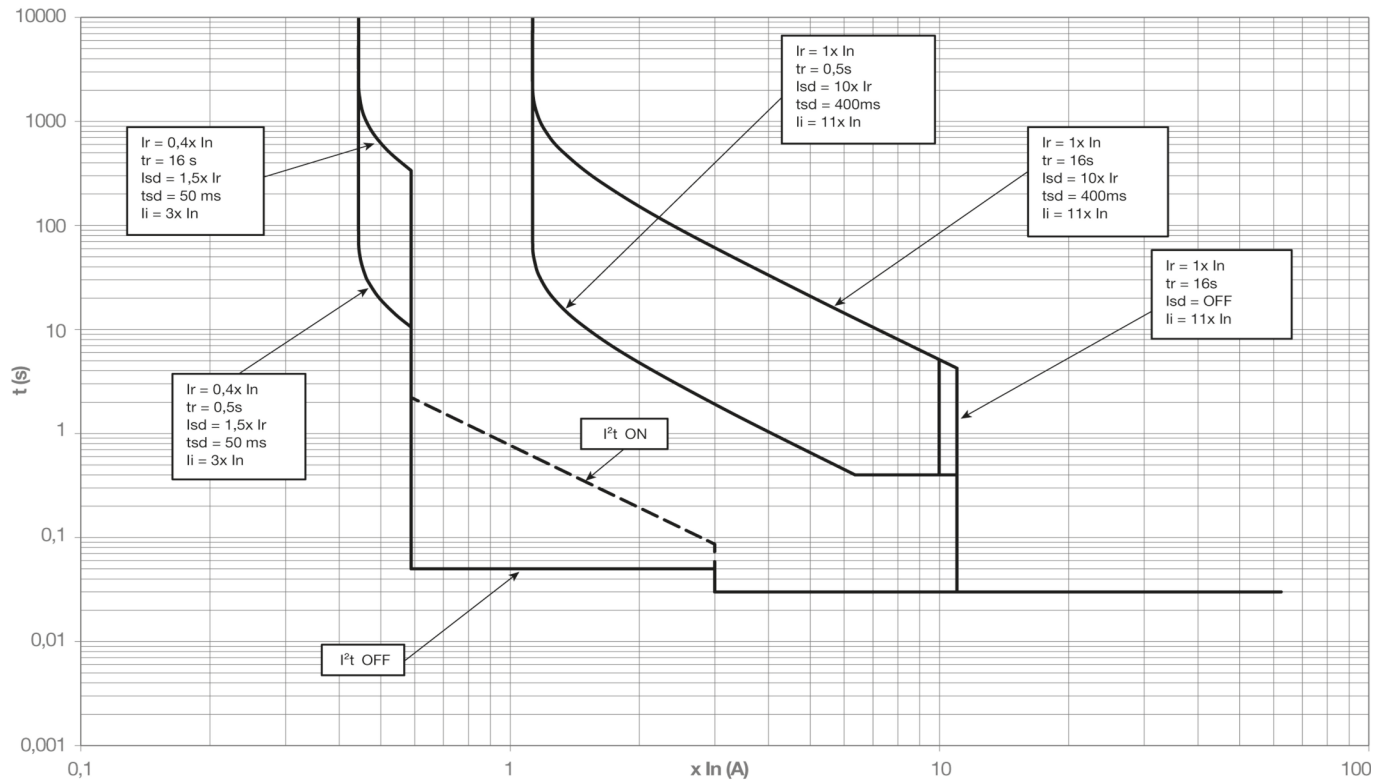 10000
1000
100
10
1
0,1
0,01
0,001
t (s)
Ir = 0,4x In
tr = 16 s
Isd = 1,5x Ir
tsd = 50 ms
Ii = 3x In
Ir = 0,4x In
tr = 0,5s
Isd = 1,5x Ir
tsd = 50 ms
Ii = 3x In
Ir = 1x In
tr = 0,5s
Isd = 10x Ir
tsd = 400ms
Ii = 11x In
Ir = 1x In
tr = 16s
Isd = 10x Ir
tsd = 400ms
Ii = 11x In
Ir = 1x In
tr = 16s
Isd = OFF
Ii = 11x In
I²t ON
I²t OFF
0,1
1
x In (A)
10
100